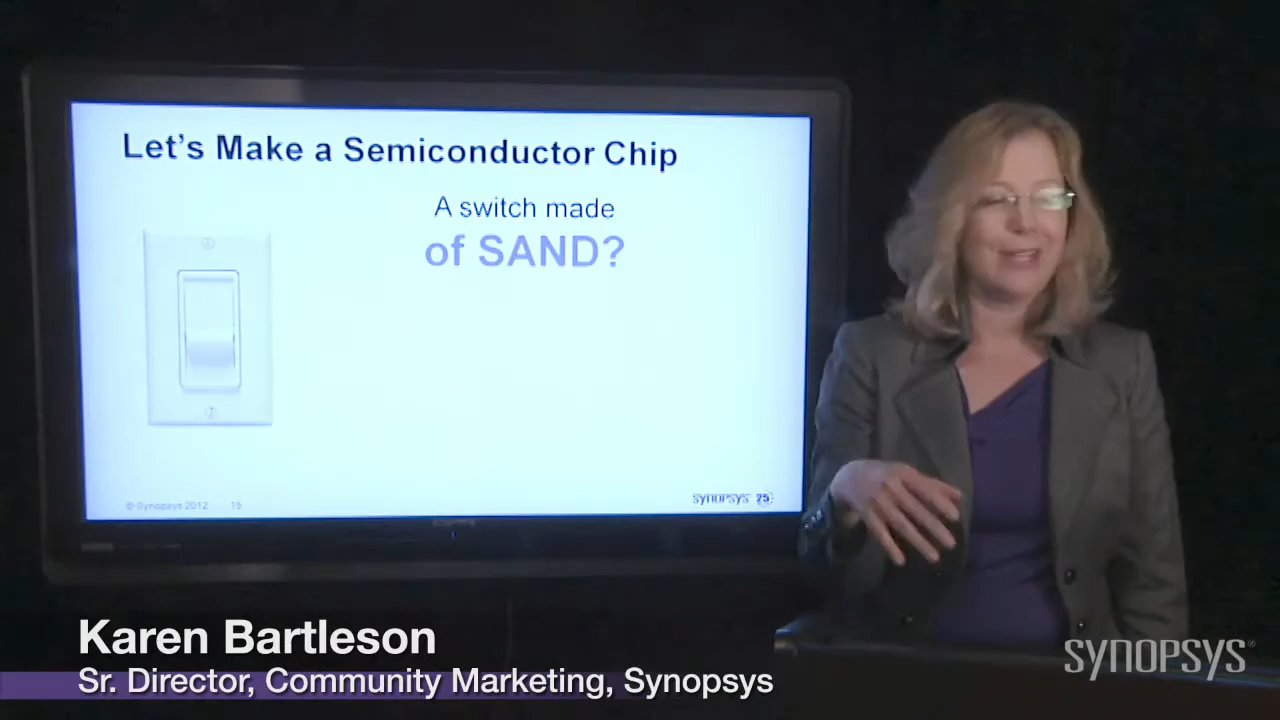 Let's Make a Semiconductor Chip
A switch made
of SAND?
© Synopsys 2012
SYNOPSYS 25
Karen Bartleson
Sr. Director, Community Marketing, Synopsys
SYNOPSYS®